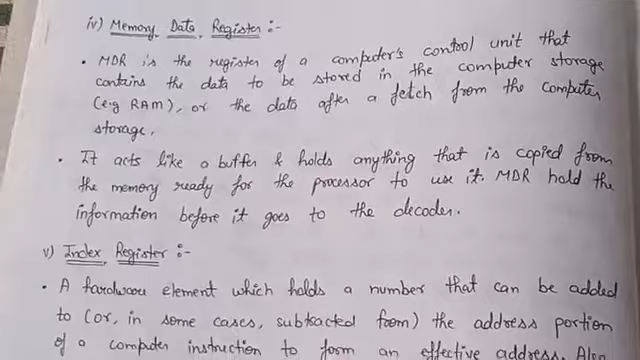 iv) Memory Data Register :-
• MDR is the register of a computer's control unit that
contains the data to be stored in the computer storage
(e.g RAM), or the data after a fetch from the computer
storage.
• It acts like a buffer & holds anything that is copied from
the memory ready for the processor to use it. MDR hold the
information before it goes to the decoder.
v) Index Register :-
• A hardware element which holds a number that can be added
to (or, in some cases, subtracted from) the address portion
of a computer instruction to form an effective address. Also